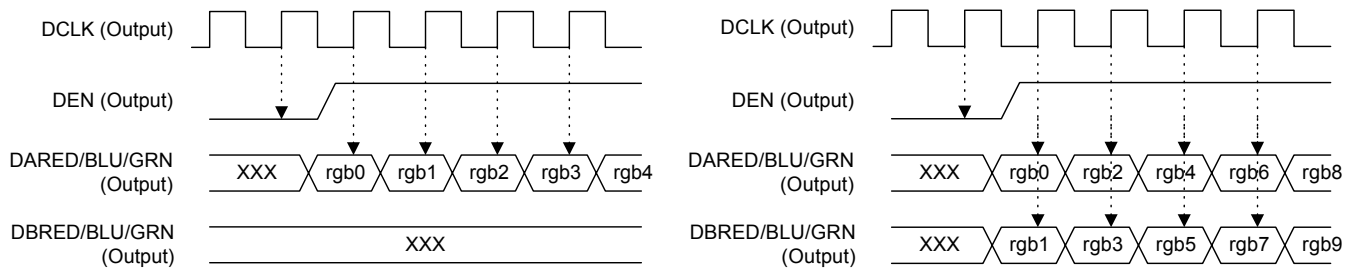 DCLK (Output)
DEN (Output)
DARED/BLU/GRN
(Output)
XXX rgb0 rgb1 rgb2 rgb3 rgb4
DBRED/BLU/GRN
(Output)
XXX
DCLK (Output)
DEN (Output)
DARED/BLU/GRN
(Output)
XXX rgb0 rgb2 rgb4 rgb6 rgb8
DBRED/BLU/GRN
(Output)
XXX rgb1 rgb3 rgb5 rgb7 rgb9